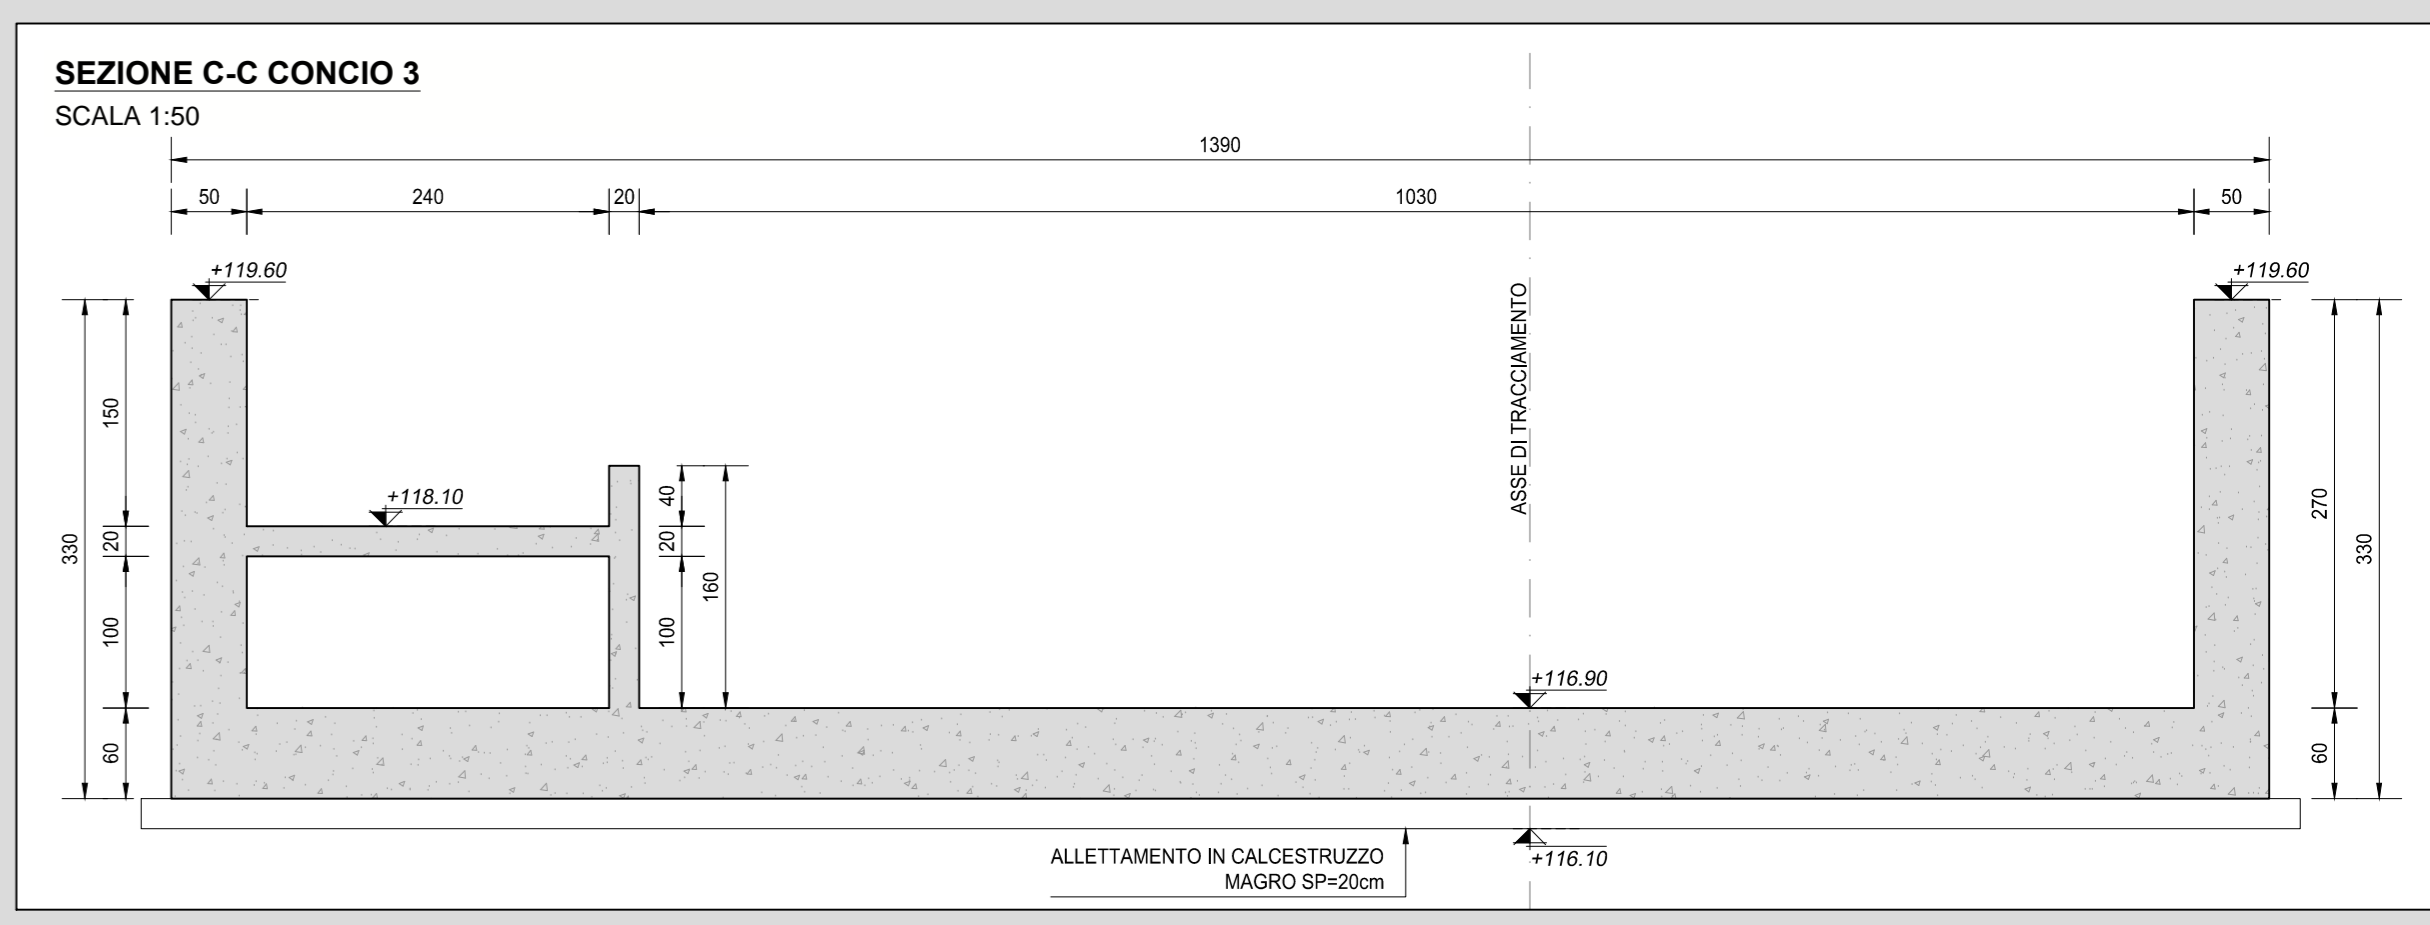 SEZIONE C-C CONCIO 3
SCALA 1:50
1390
50 240 20 1030 50
+119.60 +119.60
ASSE DI TRACCIAMENTO
330
150
20
100
60
+118.10
40
20
100
160
270
60
330
+116.90
ALLETTAMENTO IN CALCESTRUZZO
MAGRO SP=20cm
+116.10